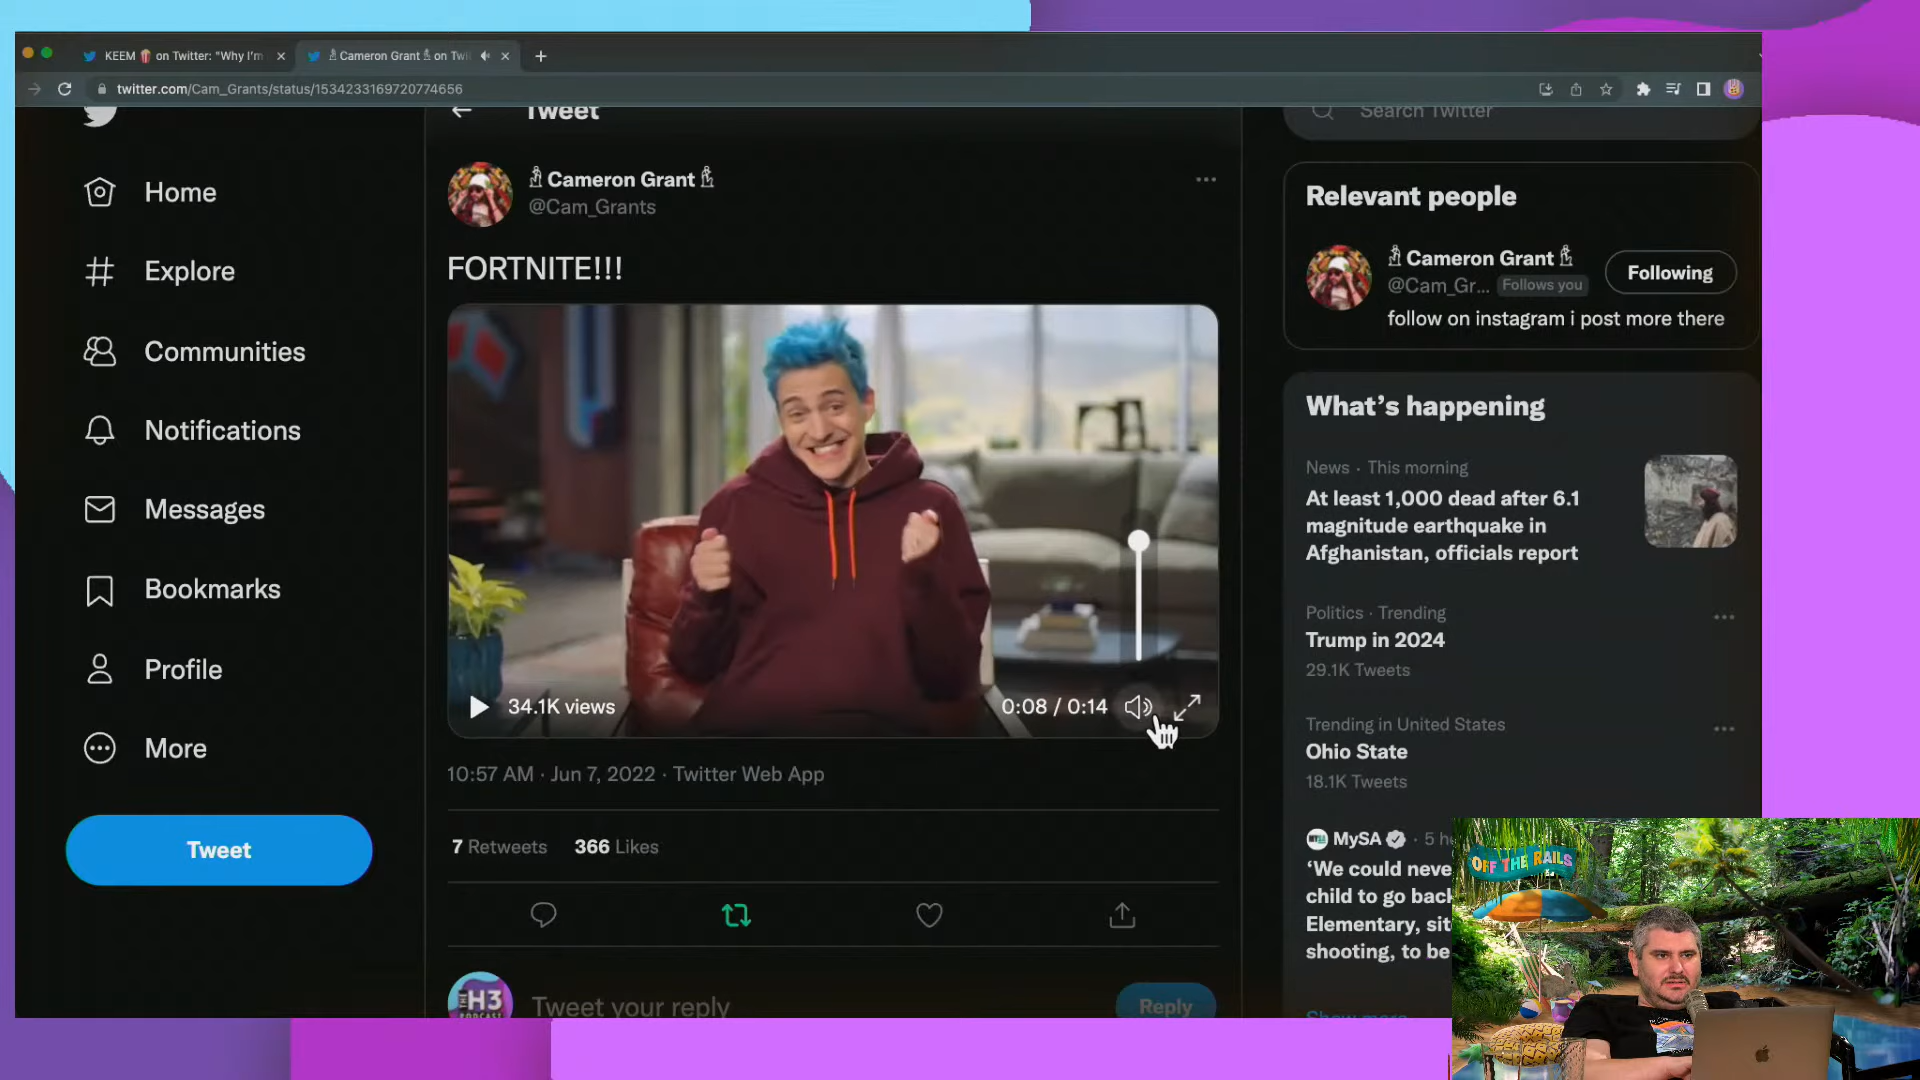 KEEM 🍿 on Twitter: "Why I'm
Cameron Grant on Twi
twitter.com/Cam_Grants/status/1534233169720774656
Tweet
Search Twitter
Home
Explore
Communities
Notifications
Messages
Bookmarks
Profile
More
Tweet
Cameron Grant
@Cam_Grants
FORTNITE!!!
34.1K views
0:08 / 0:14
10:57 AM · Jun 7, 2022 · Twitter Web App
7 Retweets 366 Likes
THE H3 PODCAST
Tweet your reply
Reply
Relevant people
Cameron Grant
@Cam_Gr... Follows you
Following
follow on instagram i post more there
What's happening
News · This morning
At least 1,000 dead after 6.1
magnitude earthquake in
Afghanistan, officials report
Politics · Trending
Trump in 2024
29.1K Tweets
Trending in United States
Ohio State
18.1K Tweets
MySA · 5 h
'We could neve
child to go back
Elementary, sit
shooting, to be
Show more
OFF THE RAILS